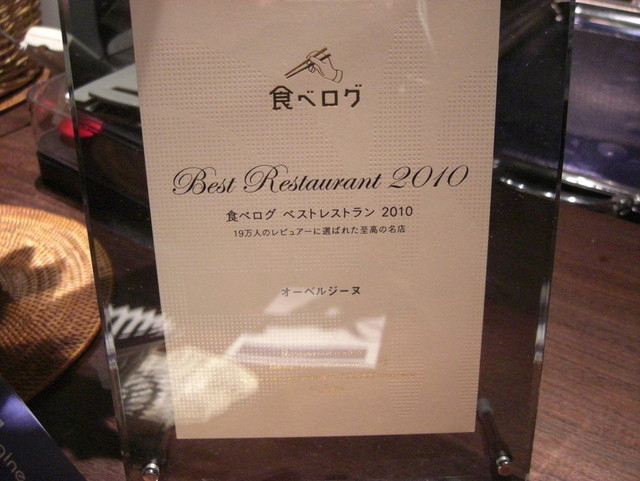 食べログ
Best Restaurant 2010
食べログ ベストレストラン 2010
19万人のレビュアーに選ばれた至高の名店
オーベルジーヌ